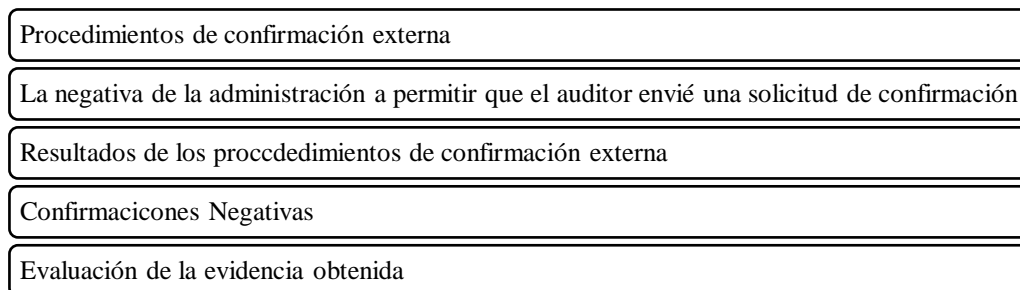 Procedimientos de confirmación externa
La negativa de la administración a permitir que el auditor envié una solicitud de confirmación
Resultados de los proccdedimientos de confirmación externa
Confirmacicones Negativas
Evaluación de la evidencia obtenida